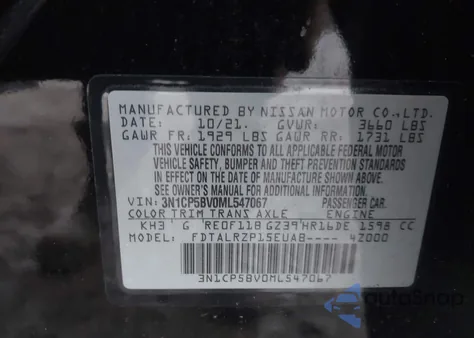 MANUFACTURED BY NISSAN MOTOR CO.,LTD.
DATE: 10/21. GVWR: 3660 LBS
GAWR FR: 1929 LBS GAWR RR: 1731 LBS
THIS VEHICLE CONFORMS TO ALL APPLICABLE FEDERAL MOTOR
VEHICLE SAFETY, BUMPER AND THEFT PREVENTION STANDARDS
IN EFFECT ON THE DATE OF MANUFACTURE SHOWN ABOVE.
SEE OWNER'S MANUAL FOR ADDITIONAL INFORMATION.
VIN: 3N1CP5BV0ML547067 PASSENGER CAR.
COLOR TRIM TRANS AXLE ENGINE
KH3 G RE0F11B GZ39 HR16DE 1598 CC
MODEL: FDTALRZP15EUAB----- 42000
3N1CP5BV0ML547067
autoSnap